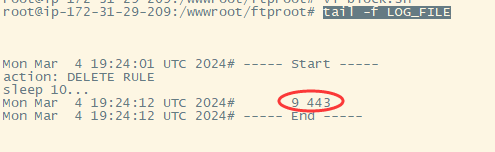 root@ip-172-31-29-209:/wwwroot/ftproot# vi block.sh
root@ip-172-31-29-209:/wwwroot/ftproot# tail -f LOG_FILE
Mon Mar  4 19:24:01 UTC 2024# ----- Start -----
action: DELETE RULE
sleep 10...
Mon Mar  4 19:24:12 UTC 2024#      9 443
Mon Mar  4 19:24:12 UTC 2024# ----- End -----